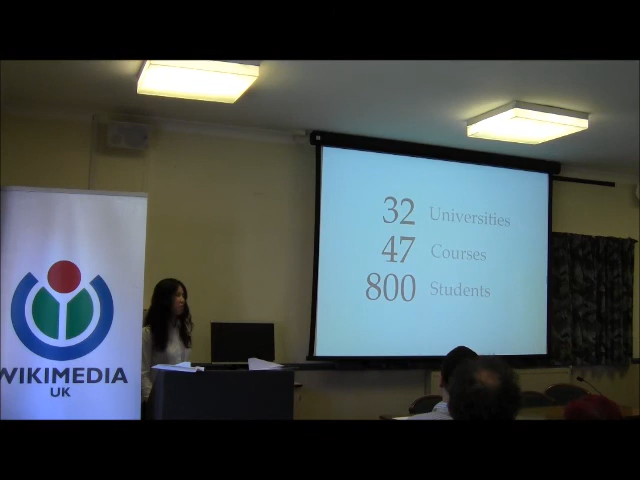 32 Universities
47 Courses
800 Students
WIKIMEDIA
UK